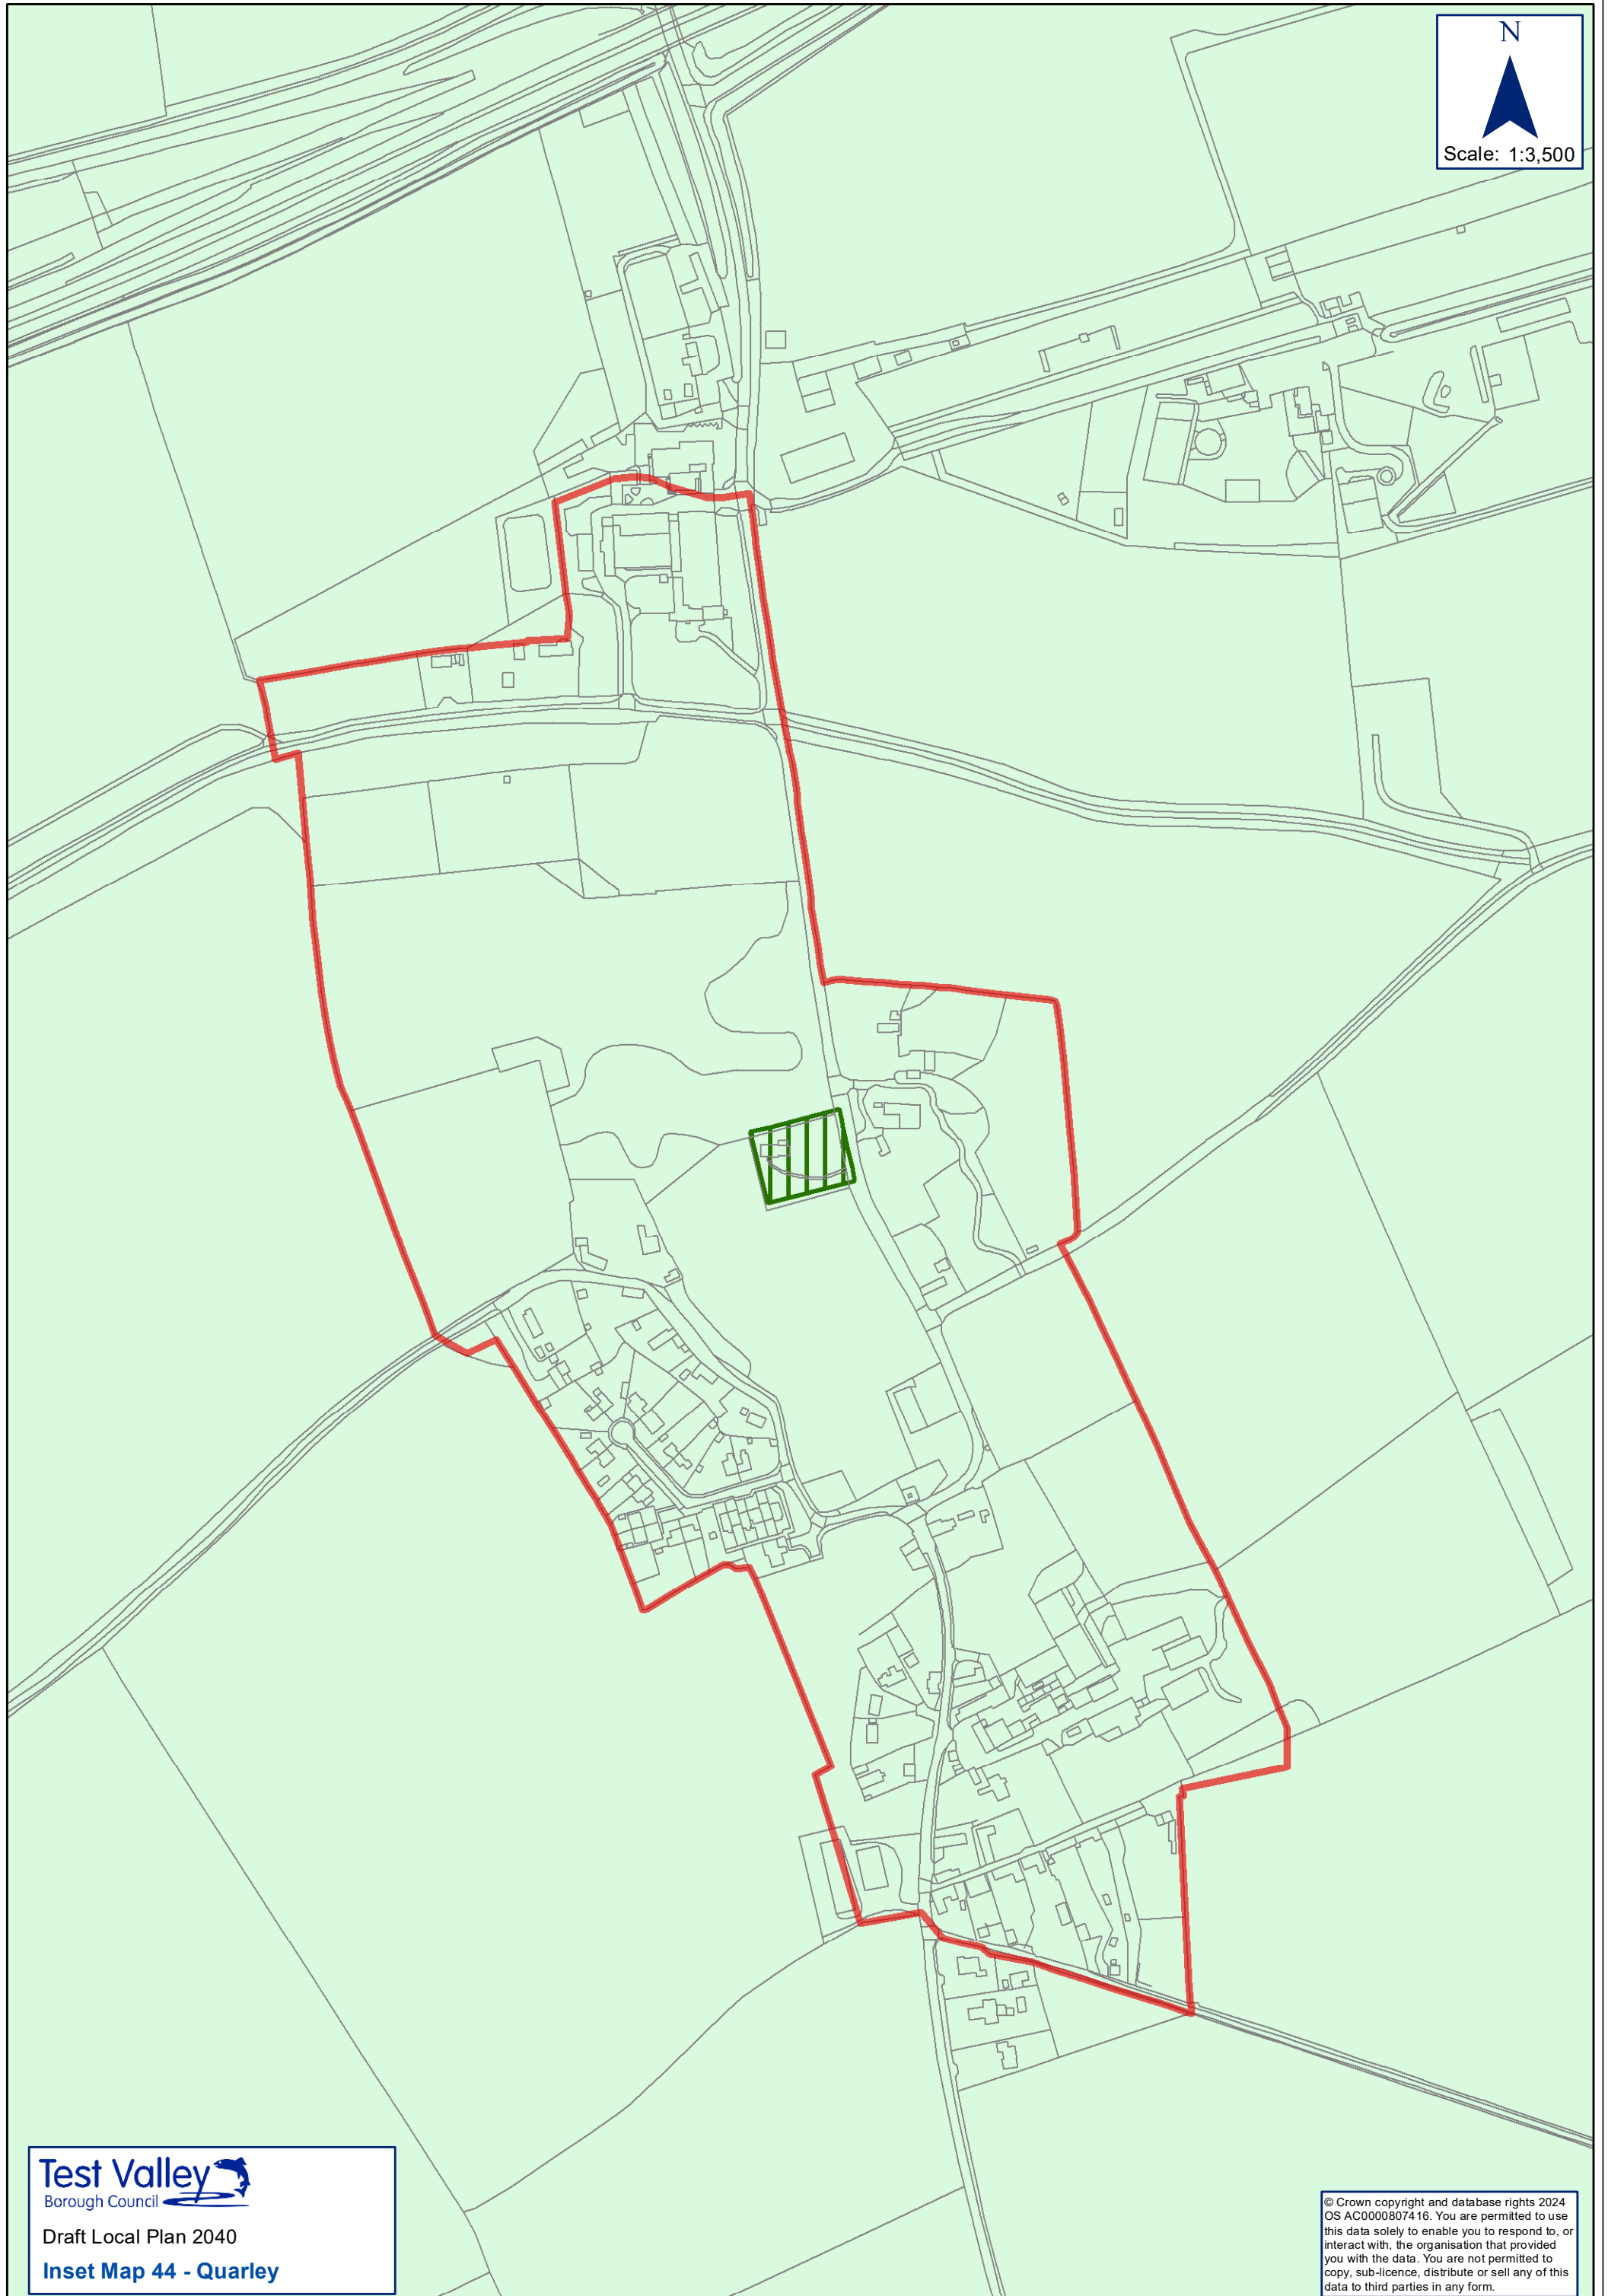 N
Scale: 1:3,500
Test Valley
Borough Council
Draft Local Plan 2040
Inset Map 44 - Quarley
© Crown copyright and database rights 2024
OS AC0000807416. You are permitted to use
this data solely to enable you to respond to, or
interact with, the organisation that provided
you with the data. You are not permitted to
copy, sub-licence, distribute or sell any of this
data to third parties in any form.